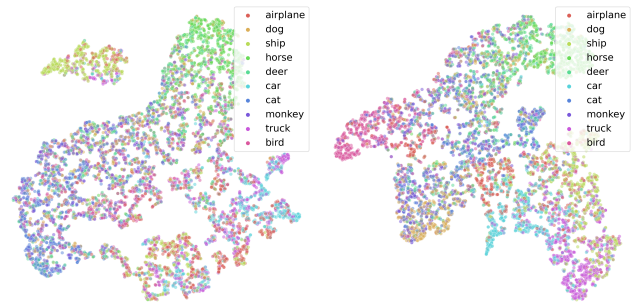 airplane
dog
ship
horse
deer
car
cat
monkey
truck
bird
airplane
dog
ship
horse
deer
car
cat
monkey
truck
bird